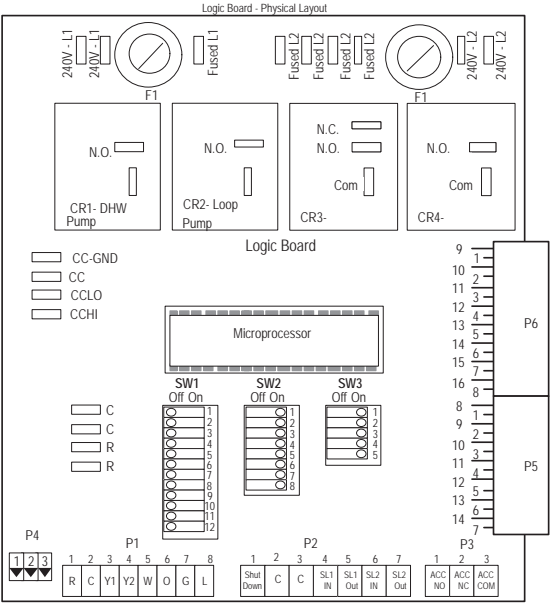 Logic Board - Physical Layout
240V - L1
240V - L1
Fused L1
Fused L2
Fused L2
Fused L2
Fused L2
240V - L2
240V - L2
F1
F1
N.O.
CR1- DHW
Pump
N.O.
CR2- Loop
Pump
N.C.
N.O.
Com
CR3-
N.O.
Com
CR4-
Logic Board
CC-GND
CC
CCLO
CCHI
Microprocessor
SW1
Off On
1
2
3
4
5
6
7
8
9
10
11
12
SW2
Off On
1
2
3
4
5
6
7
8
SW3
Off On
1
2
3
4
5
C
C
R
R
9
1
10
2
11
3
12
4
13
5
14
6
15
7
16
8
P6
8
1
9
2
10
3
11
4
12
5
13
6
14
7
P5
P4
1 2 3
P1
1 2 3 4 5 6 7 8
R C Y1 Y2 W O G L
P2
1 2 3 4 5 6 7
Shut Down C C SL1 IN SL1 Out SL2 IN SL2 Out
P3
1 2 3
ACC NO ACC NC ACC COM